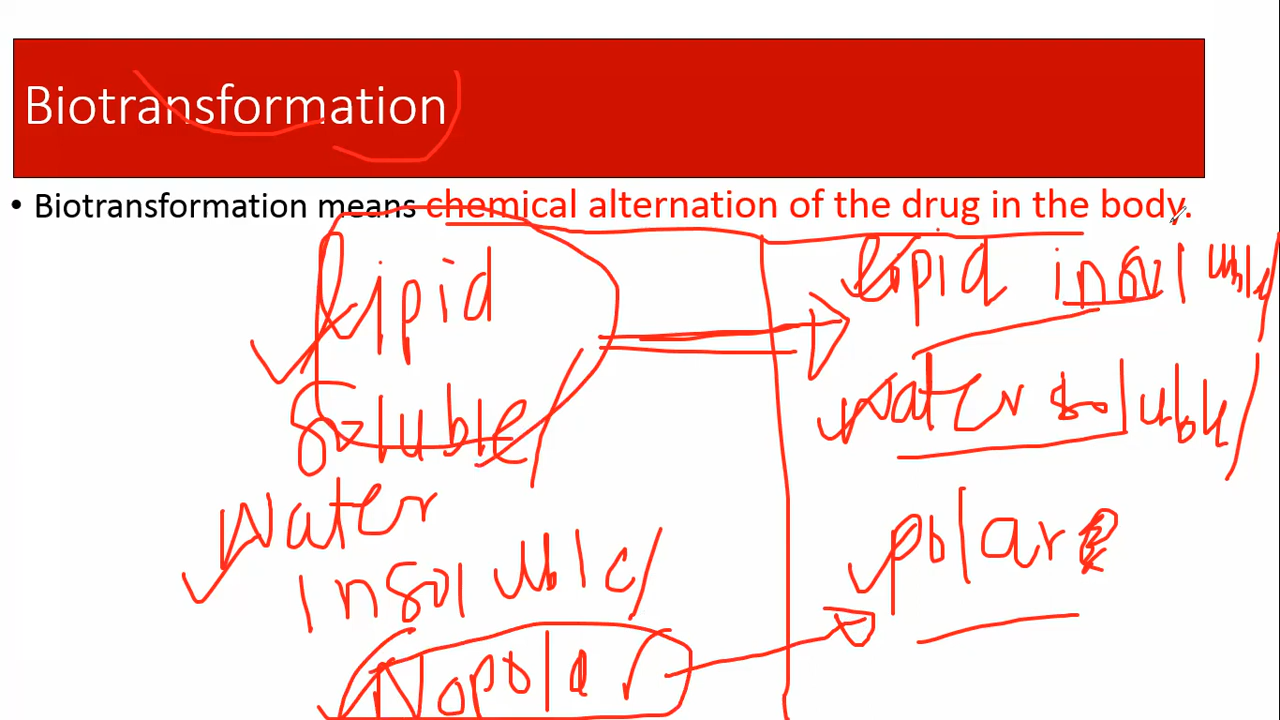 Biotransformation
• Biotransformation means chemical alternation of the drug in the body.
lipid
soluble
water
insoluble
Nopolar
lipid insoluble
water soluble
polar